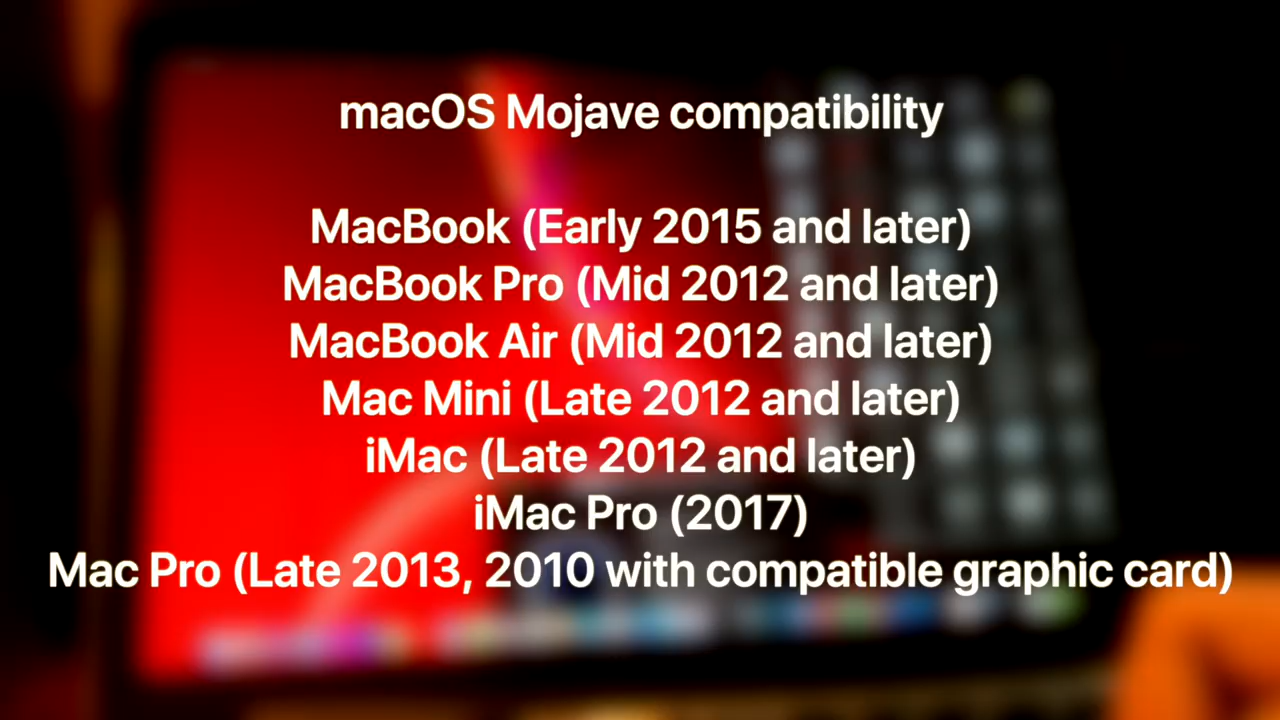 macOS Mojave compatibility
MacBook (Early 2015 and later)
MacBook Pro (Mid 2012 and later)
MacBook Air (Mid 2012 and later)
Mac Mini (Late 2012 and later)
iMac (Late 2012 and later)
iMac Pro (2017)
Mac Pro (Late 2013, 2010 with compatible graphic card)